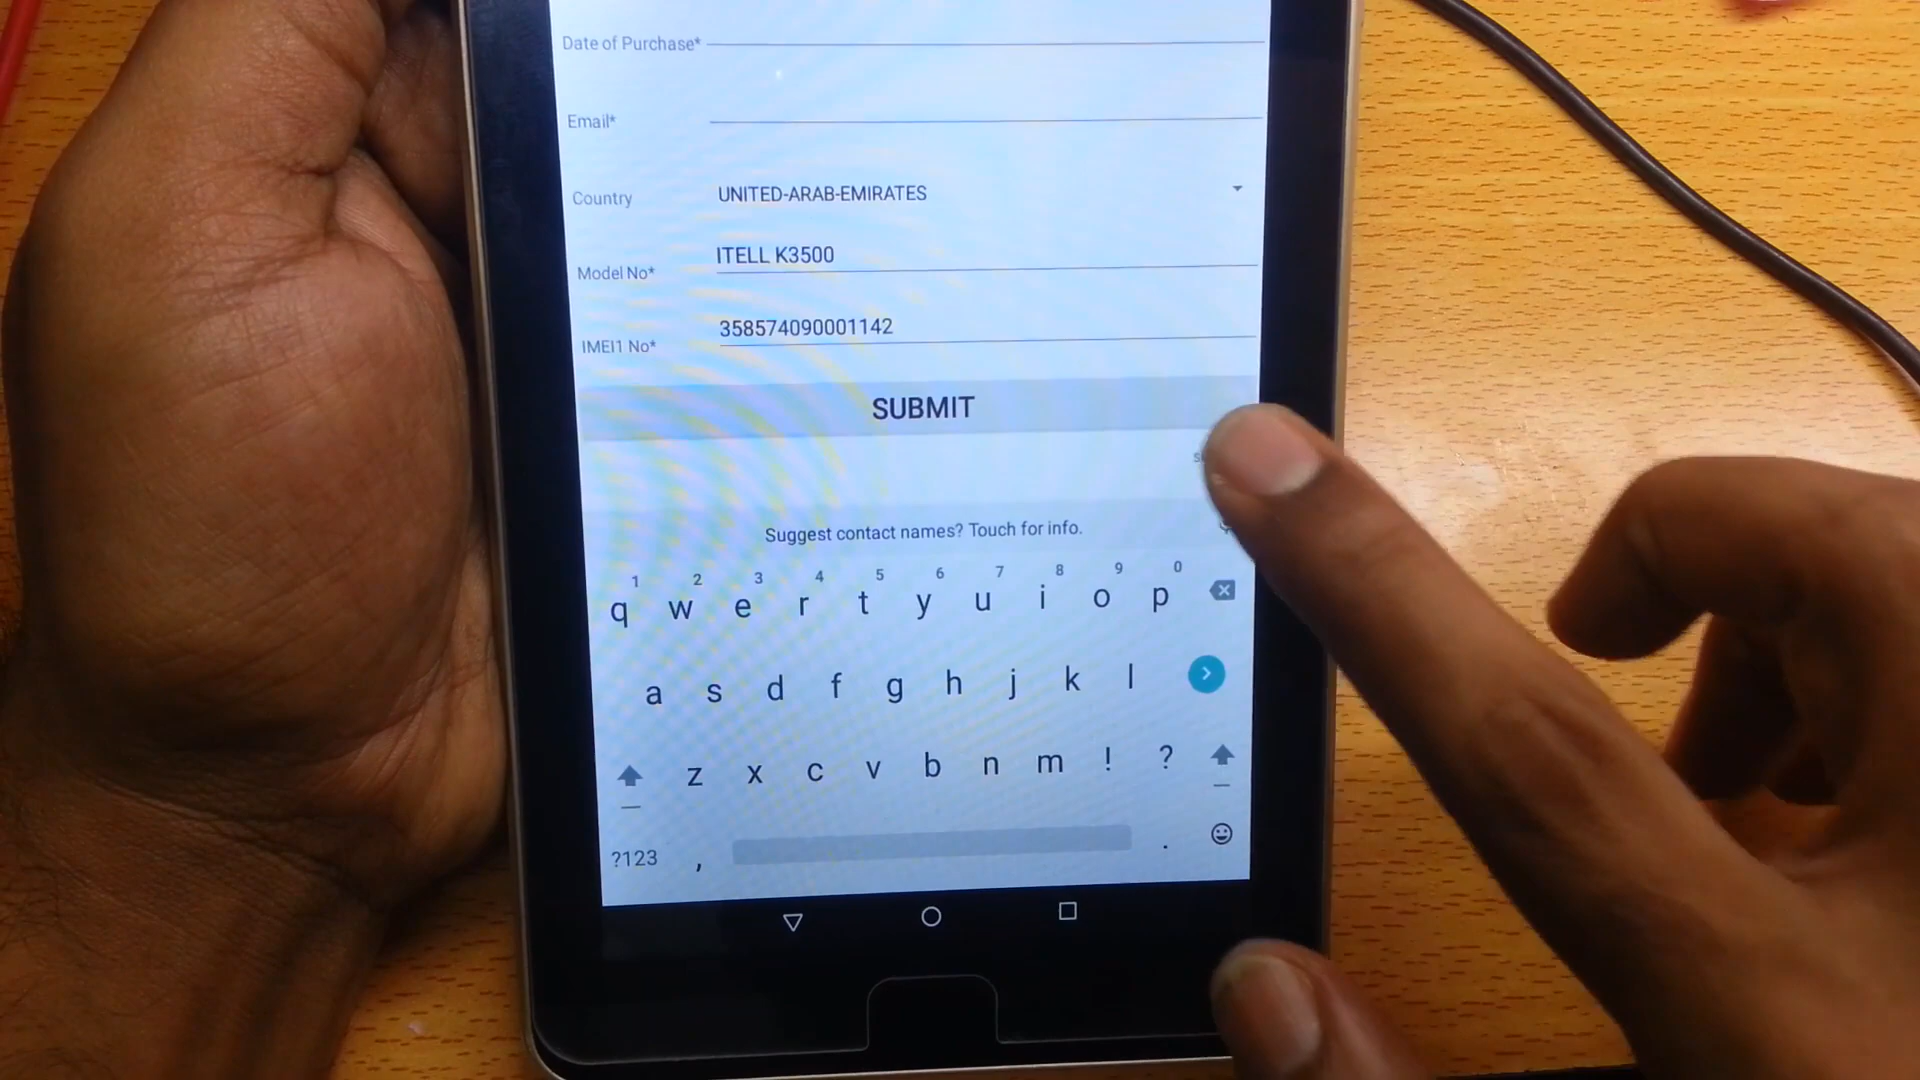 Date of Purchase*
Email*
Country UNITED-ARAB-EMIRATES
Model No* ITELL K3500
IMEI1 No* 358574090001142
SUBMIT
Suggest contact names? Touch for info.
1 2 3 4 5 6 7 8 9 0
q w e r t y u i o p
a s d f g h j k l
z x c v b n m ! ?
?123 , .